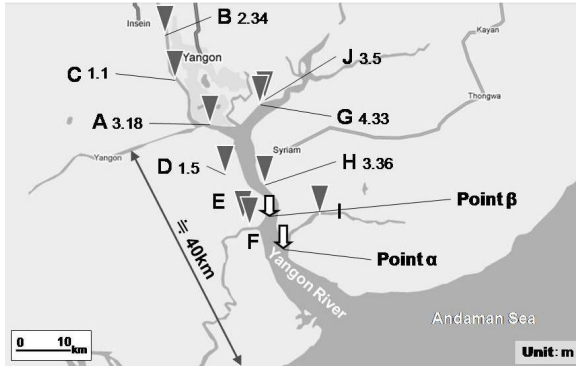 B 2.34
Insein
Kayan
Yangon
J 3.5
C 1.1
Thongwa
G 4.33
A 3.18
Syriam
Yangon
H 3.36
D 1.5
Point β
E
I
F
≒ 40km
Point α
Yangon River
Andaman Sea
0 10
km
Unit: m